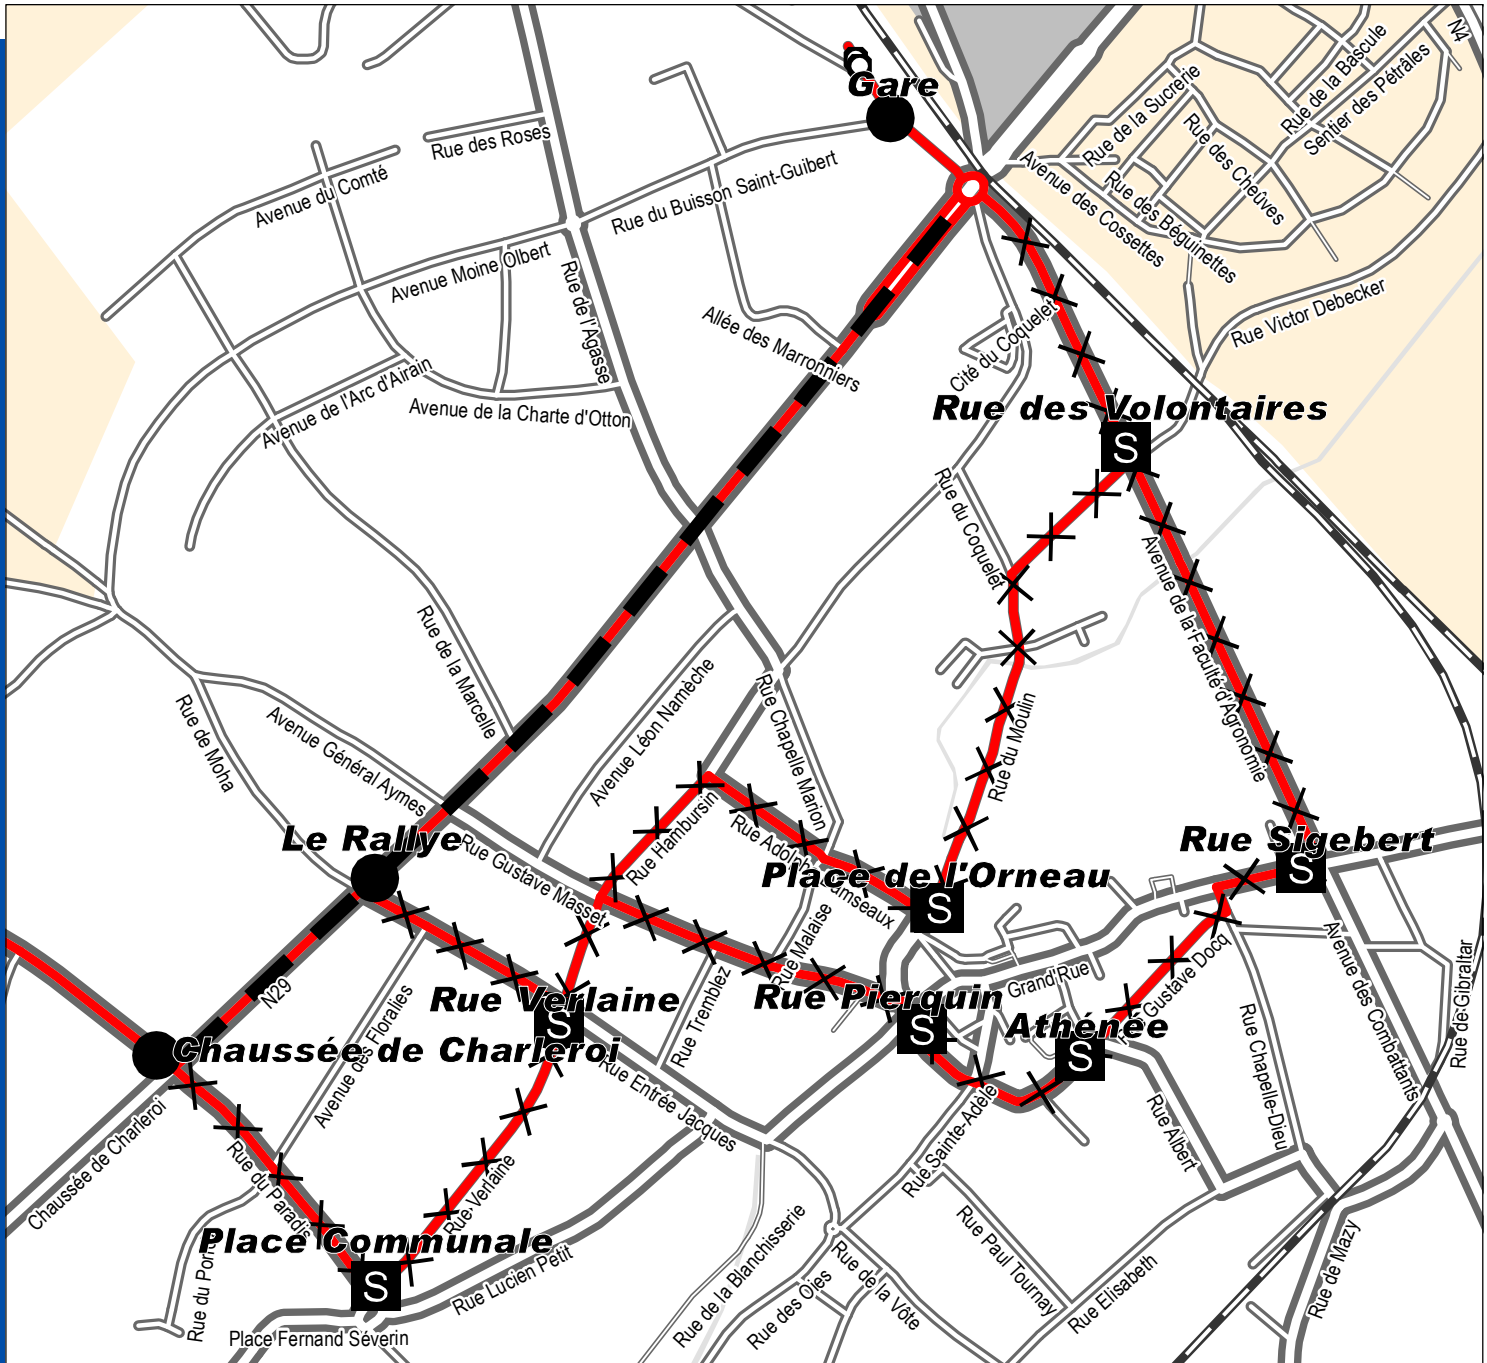 N4
Rue de la Bascule
Sentier des Pétrâles
Rue de la Sucrerie
Gare
Rue des Roses
Rue des Cheûves
Avenue du Comté
Rue du Buisson Saint-Guibert
Avenue des Cossettes
Rue des Béguinettes
Avenue Moine Olbert
Rue de l'Agasse
Rue Victor Debecker
Allée des Marronniers
Cité du Coquelet
Avenue de l'Arc d'Airain
Avenue de la Charte d'Otton
Rue des Volontaires
S
Rue du Coquelet
Avenue de la Faculté d'Agronomie
Rue de la Marcelle
Avenue Léon Namèche
Rue Chapelle Marion
Rue de Moha
Avenue Général Aymes
Rue du Moulin
Rue Hambursin
Le Rallye
Rue Gustave Masset
Rue Sigebert
S
Place de l'Orneau
S
Rue Malaise
Rue Tremblez
Rue Gustave Docq
Grand'Rue
Avenue des Combattants
Rue de Gibraltar
N29
Rue Verlaine
S
Rue Pierquin
S
Athénée
S
Chaussée de Charleroi
Avenue des Floralies
Rue Entrée Jacques
Rue Chapelle-Dieu
Rue Albert
Rue Sainte-Adèle
Chaussée de Charleroi
Rue du Paradis
Rue Verlaine
Place Communale
S
Rue Lucien Petit
Rue de la Blanchisserie
Rue des Oies
Rue de la Vôte
Rue Paul Tournay
Rue Elisabeth
Rue de Mazy
Place Fernand Séverin